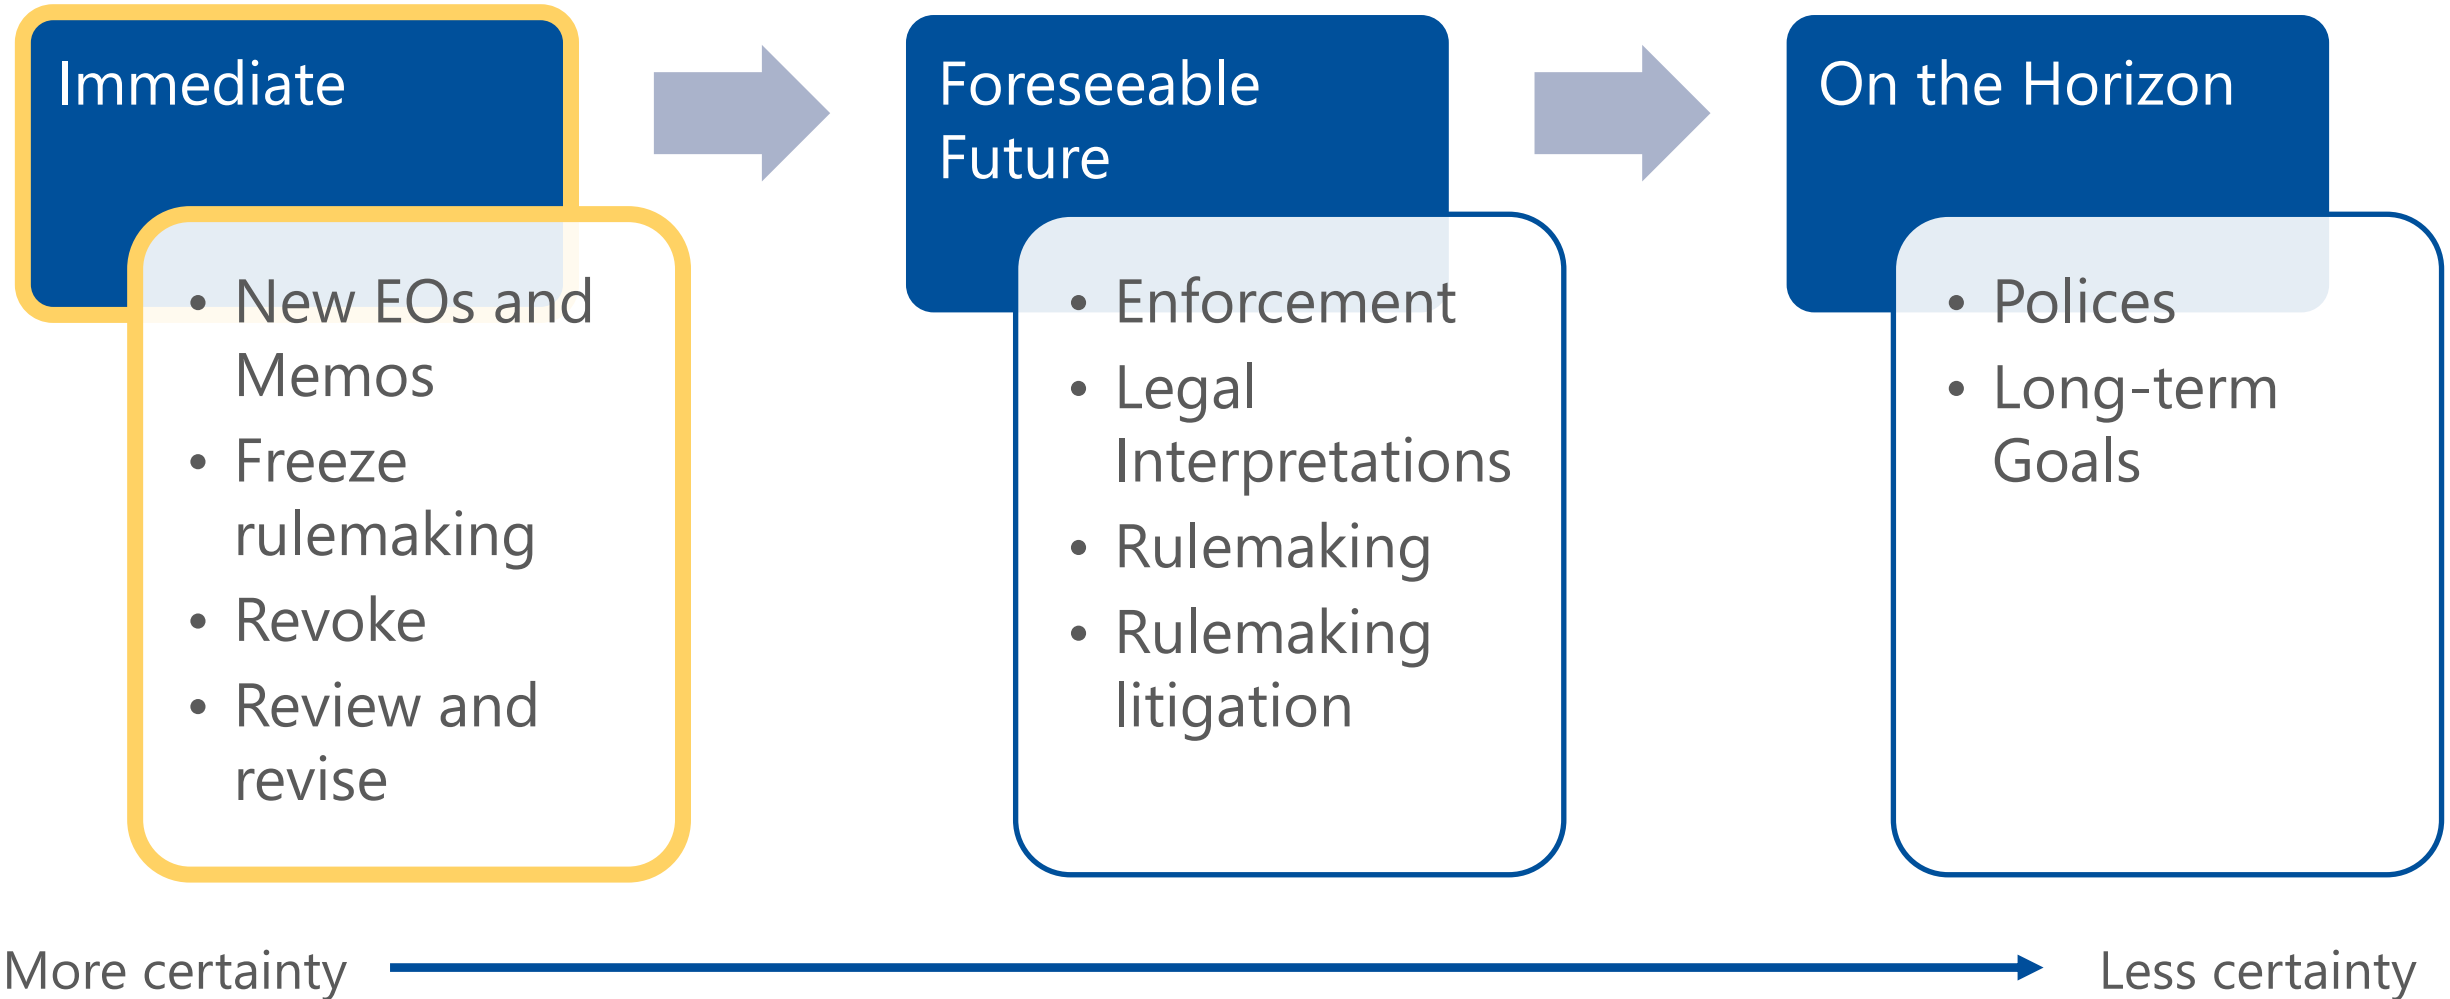 Immediate
• New EOs and
Memos
• Freeze
rulemaking
• Revoke
• Review and
revise
Foreseeable
Future
• Enforcement
• Legal
Interpretations
• Rulemaking
• Rulemaking
litigation
On the Horizon
• Polices
• Long-term
Goals
More certainty
Less certainty